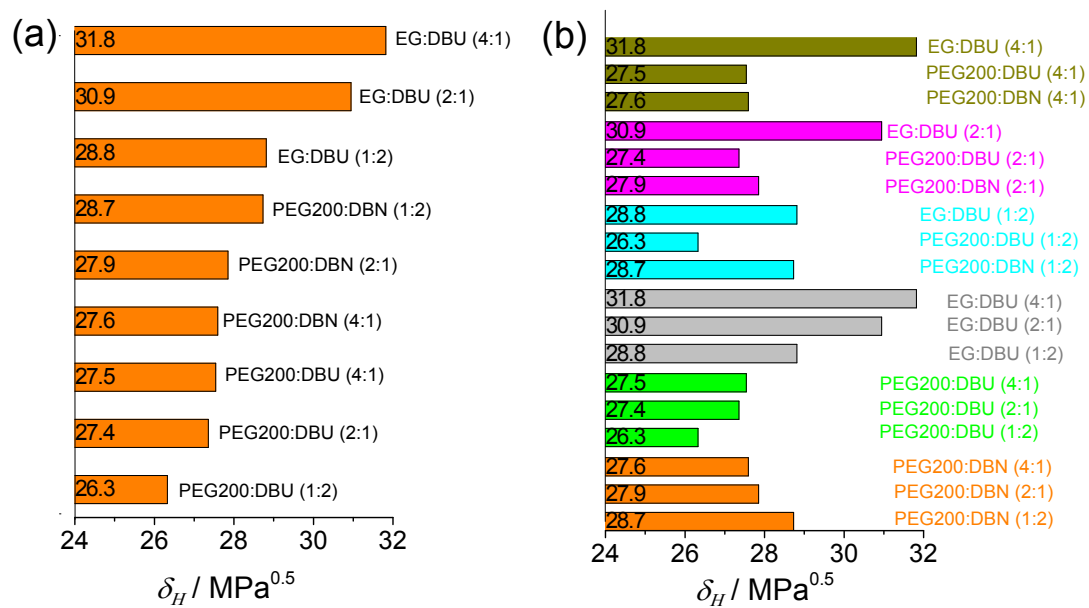 (a)
31.8 EG:DBU (4:1)
30.9 EG:DBU (2:1)
28.8 EG:DBU (1:2)
28.7 PEG200:DBN (1:2)
27.9 PEG200:DBN (2:1)
27.6 PEG200:DBN (4:1)
27.5 PEG200:DBU (4:1)
27.4 PEG200:DBU (2:1)
26.3 PEG200:DBU (1:2)
24 26 28 30 32
δH / MPa0.5
(b)
31.8 EG:DBU (4:1)
27.5 PEG200:DBU (4:1)
27.6 PEG200:DBN (4:1)
30.9 EG:DBU (2:1)
27.4 PEG200:DBU (2:1)
27.9 PEG200:DBN (2:1)
28.8 EG:DBU (1:2)
26.3 PEG200:DBU (1:2)
28.7 PEG200:DBN (1:2)
31.8 EG:DBU (4:1)
30.9 EG:DBU (2:1)
28.8 EG:DBU (1:2)
27.5 PEG200:DBU (4:1)
27.4 PEG200:DBU (2:1)
26.3 PEG200:DBU (1:2)
27.6 PEG200:DBN (4:1)
27.9 PEG200:DBN (2:1)
28.7 PEG200:DBN (1:2)
24 26 28 30 32
δH / MPa0.5